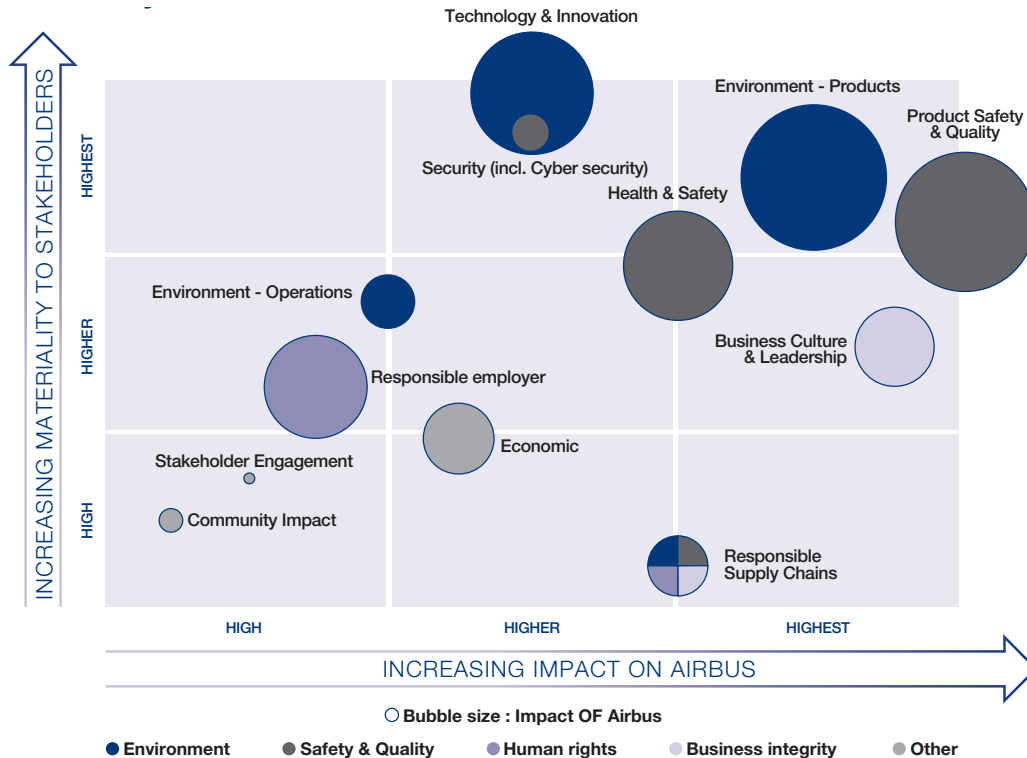 Technology & Innovation
Environment - Products
Product Safety
& Quality
Security (incl. Cyber security)
Health & Safety
Environment - Operations
Business Culture
& Leadership
Responsible employer
Economic
Stakeholder Engagement
Community Impact
Responsible
Supply Chains
INCREASING MATERIALITY TO STAKEHOLDERS
HIGHEST
HIGHER
HIGH
HIGH
HIGHER
HIGHEST
INCREASING IMPACT ON AIRBUS
Bubble size : Impact OF Airbus
Environment
Safety & Quality
Human rights
Business integrity
Other